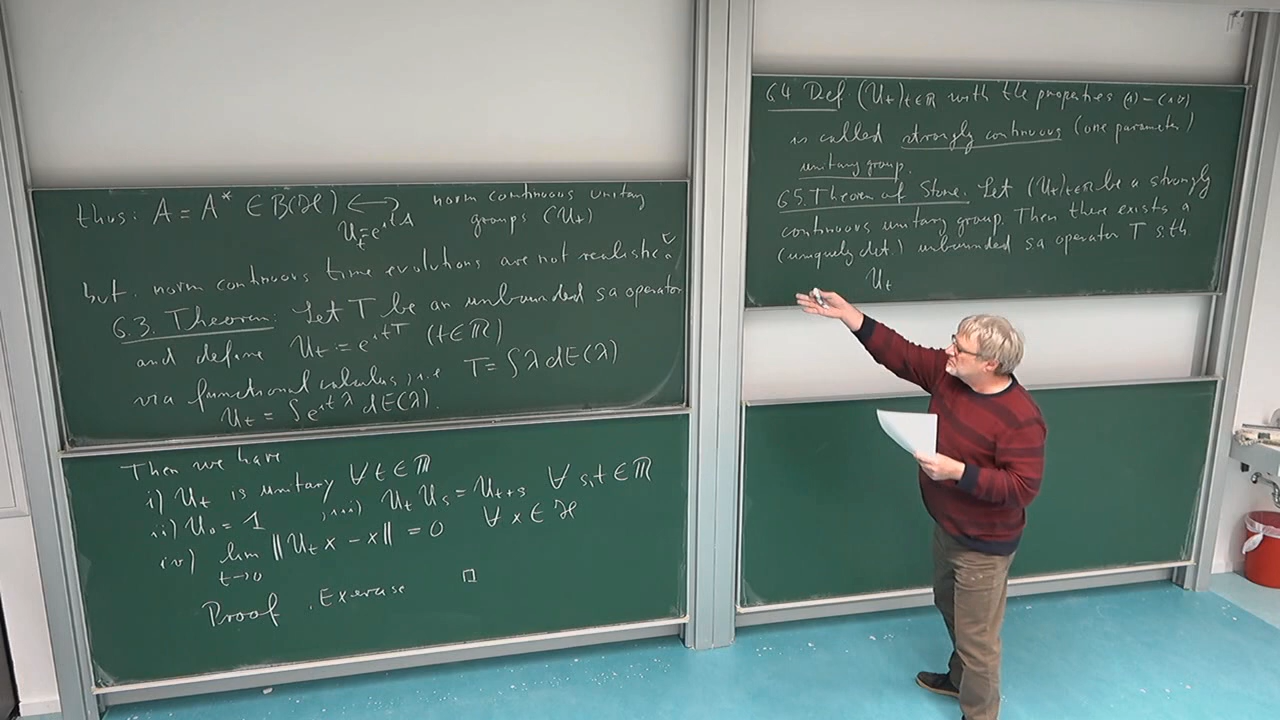 thus: A = A* ∈ B(ℋ) ⟷ norm continuous unitary
U_t = e^{itA} groups (U_t)
but: norm continuous time evolutions are not realistic
6.3. Theorem: Let T be an unbounded s.a operator
and define U_t := e^{itT} (t∈ℝ)
via functional calculus, i.e T = ∫λ dE(λ)
U_t = ∫e^{itλ} dE(λ).
Then we have
i) U_t is unitary ∀ t∈ℝ
ii) U_0 = 1, iii) U_t U_s = U_{t+s} ∀ s,t ∈ ℝ
iv) lim_{t→0} ‖U_t x − x‖ = 0 ∀ x∈ℋ
Proof. Exercise □
6.4 Def: (U_t)_{t∈ℝ} with the properties (i)−(iv)
is called strongly continuous (one parameter)
unitary group.
6.5. Theorem of Stone. Let (U_t)_{t∈ℝ} be a strongly
continuous unitary group. Then there exists a
(uniquely det.) unbounded s.a operator T s.th.
U_t